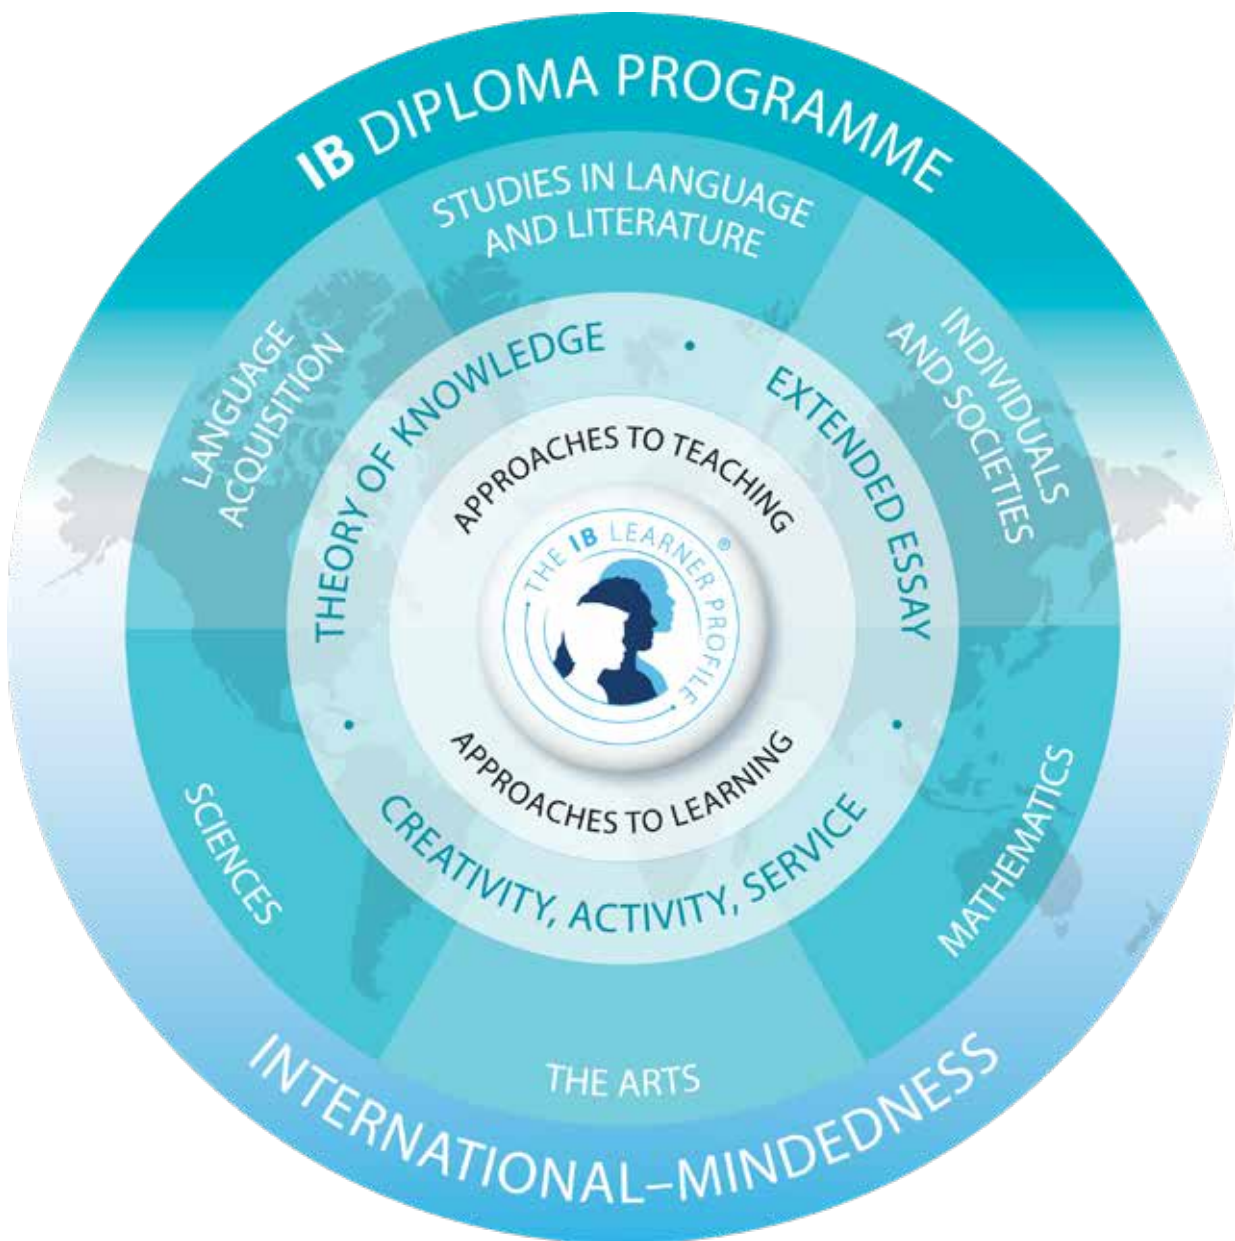 IB DIPLOMA PROGRAMME
STUDIES IN LANGUAGE
AND LITERATURE
LANGUAGE
ACQUISITION
INDIVIDUALS
AND SOCIETIES
THEORY OF KNOWLEDGE
•
EXTENDED ESSAY
•
APPROACHES TO TEACHING
THE IB LEARNER PROFILE
®
APPROACHES TO LEARNING
•
CREATIVITY, ACTIVITY, SERVICE
SCIENCES
MATHEMATICS
THE ARTS
INTERNATIONAL–MINDEDNESS